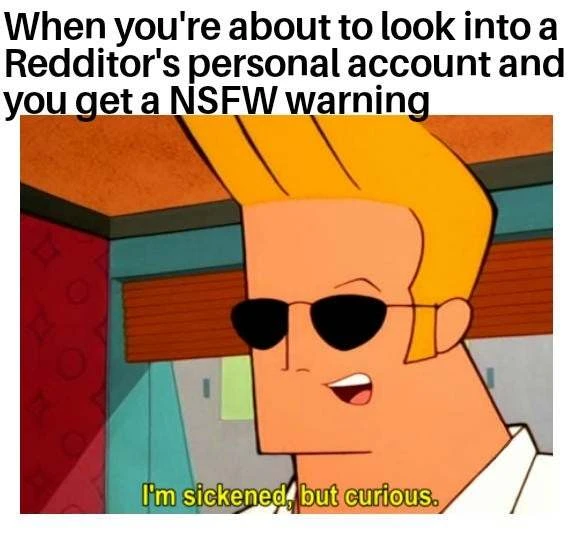 When you're about to look into a
Redditor's personal account and
you get a NSFW warning
I'm sickened, but curious.